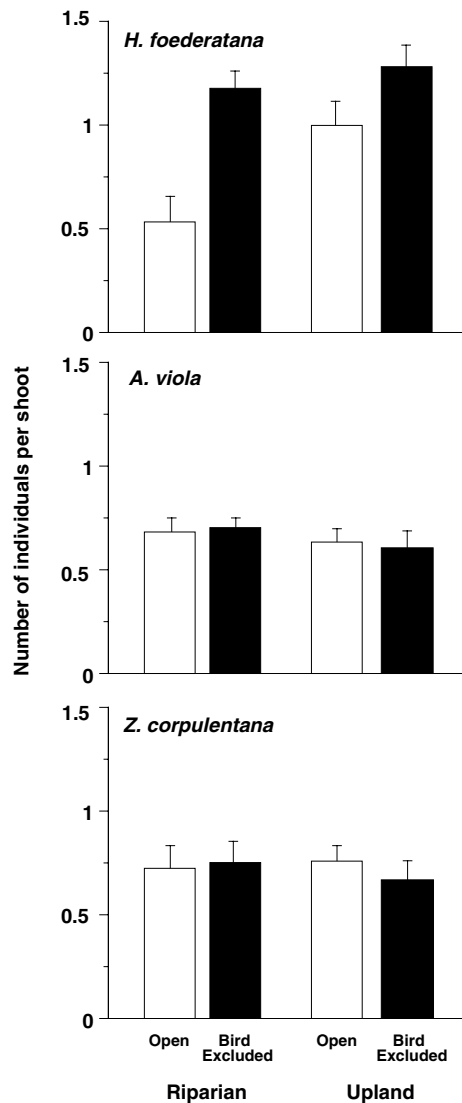 Number of individuals per shoot
1.5
H. foederatana
1
0.5
0
1.5
A. viola
1
0.5
0
1.5
Z. corpulentana
1
0.5
0
Open Bird Excluded Open Bird Excluded
Riparian Upland